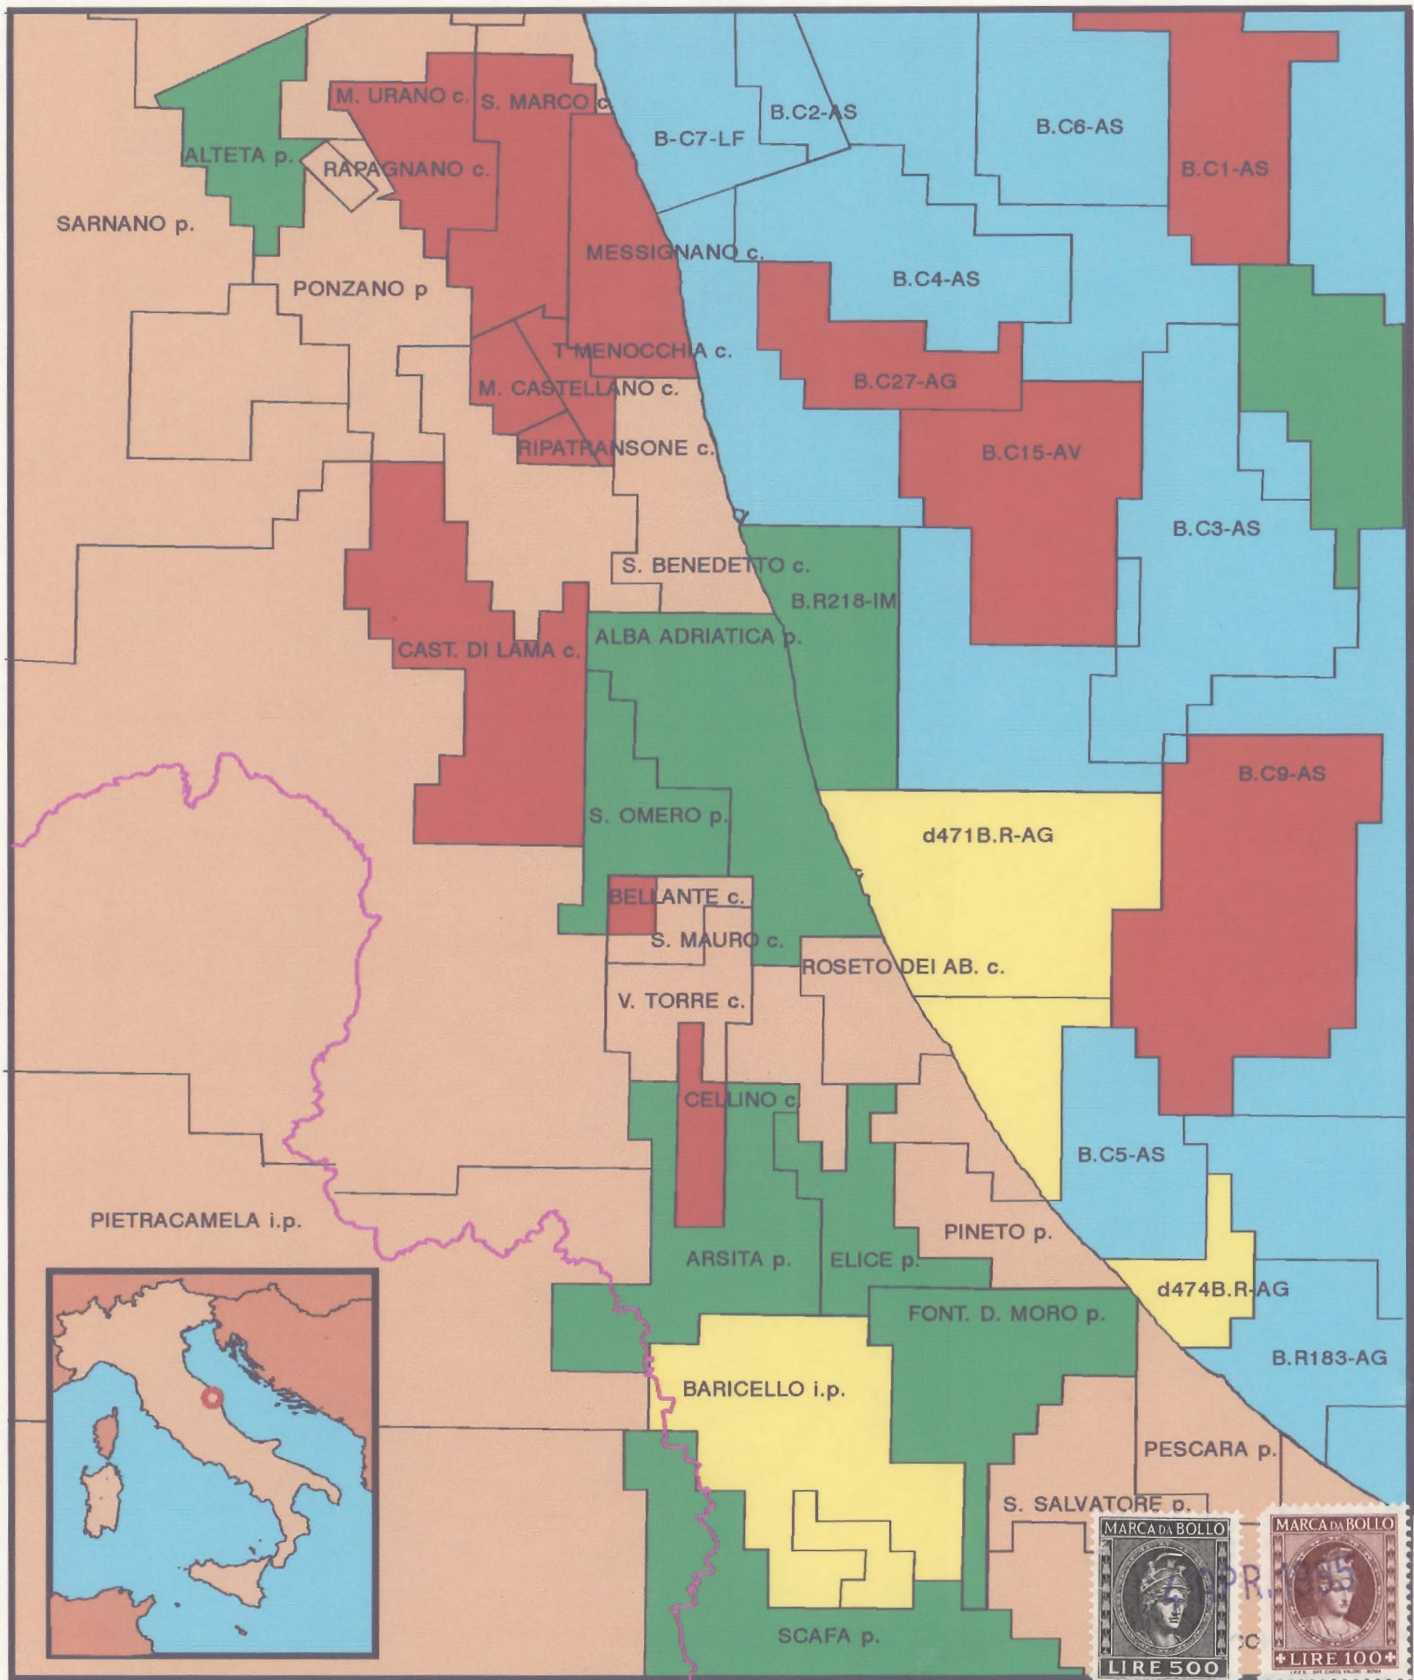 M. URANO c.
S. MARCO c.
B.C2-AS
B-C7-LF
B.C6-AS
B.C1-AS
ALTETA p.
RAPAGNANO c.
SARNANO p.
MESSIGNANO c.
B.C4-AS
PONZANO p
T MENOCCHIA c.
M. CASTELLANO c.
B.C27-AG
RIPATRANSONE c.
B.C15-AV
B.C3-AS
S. BENEDETTO c.
B.R218-IM
ALBA ADRIATICA p.
CAST. DI LAMA c.
B.C9-AS
S. OMERO p.
d471B.R-AG
BELLANTE c.
S. MAURO c.
ROSETO DEI AB. c.
V. TORRE c.
CELLINO c
B.C5-AS
PIETRACAMELA i.p.
PINETO p.
ARSITA p.
ELICE p.
d474B.R-AG
FONT. D. MORO p.
B.R183-AG
BARICELLO i.p.
PESCARA p.
S. SALVATORE p.
MARCA DA BOLLO
MARCA DA BOLLO
SCAFA p.
LIRE 500
LIRE 100